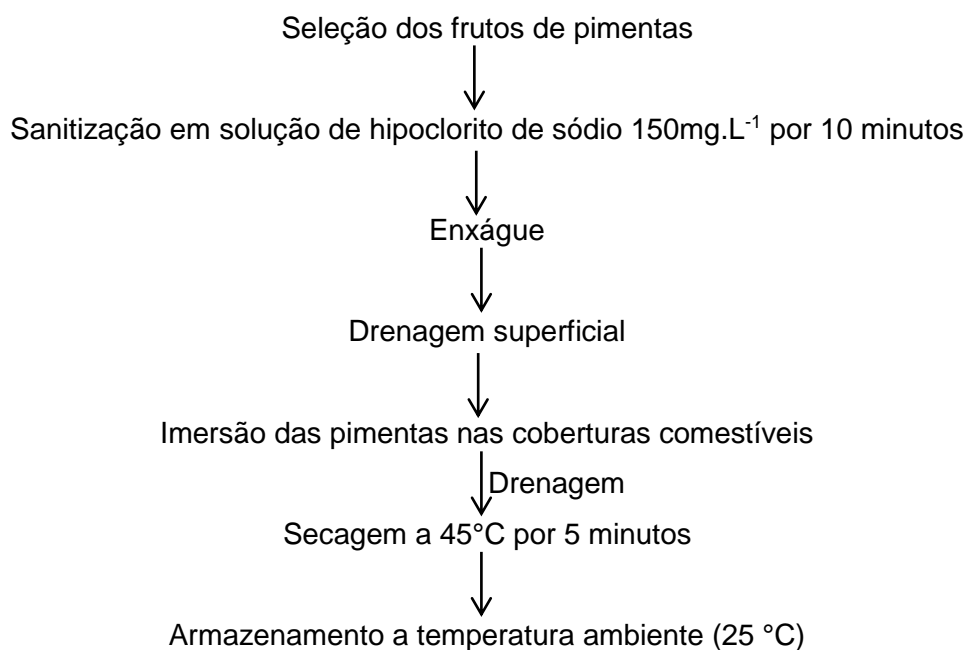 Seleção dos frutos de pimentas
Sanitização em solução de hipoclorito de sódio 150mg.L⁻¹ por 10 minutos
Enxágue
Drenagem superficial
Imersão das pimentas nas coberturas comestíveis
Drenagem
Secagem a 45°C por 5 minutos
Armazenamento a temperatura ambiente (25 °C)